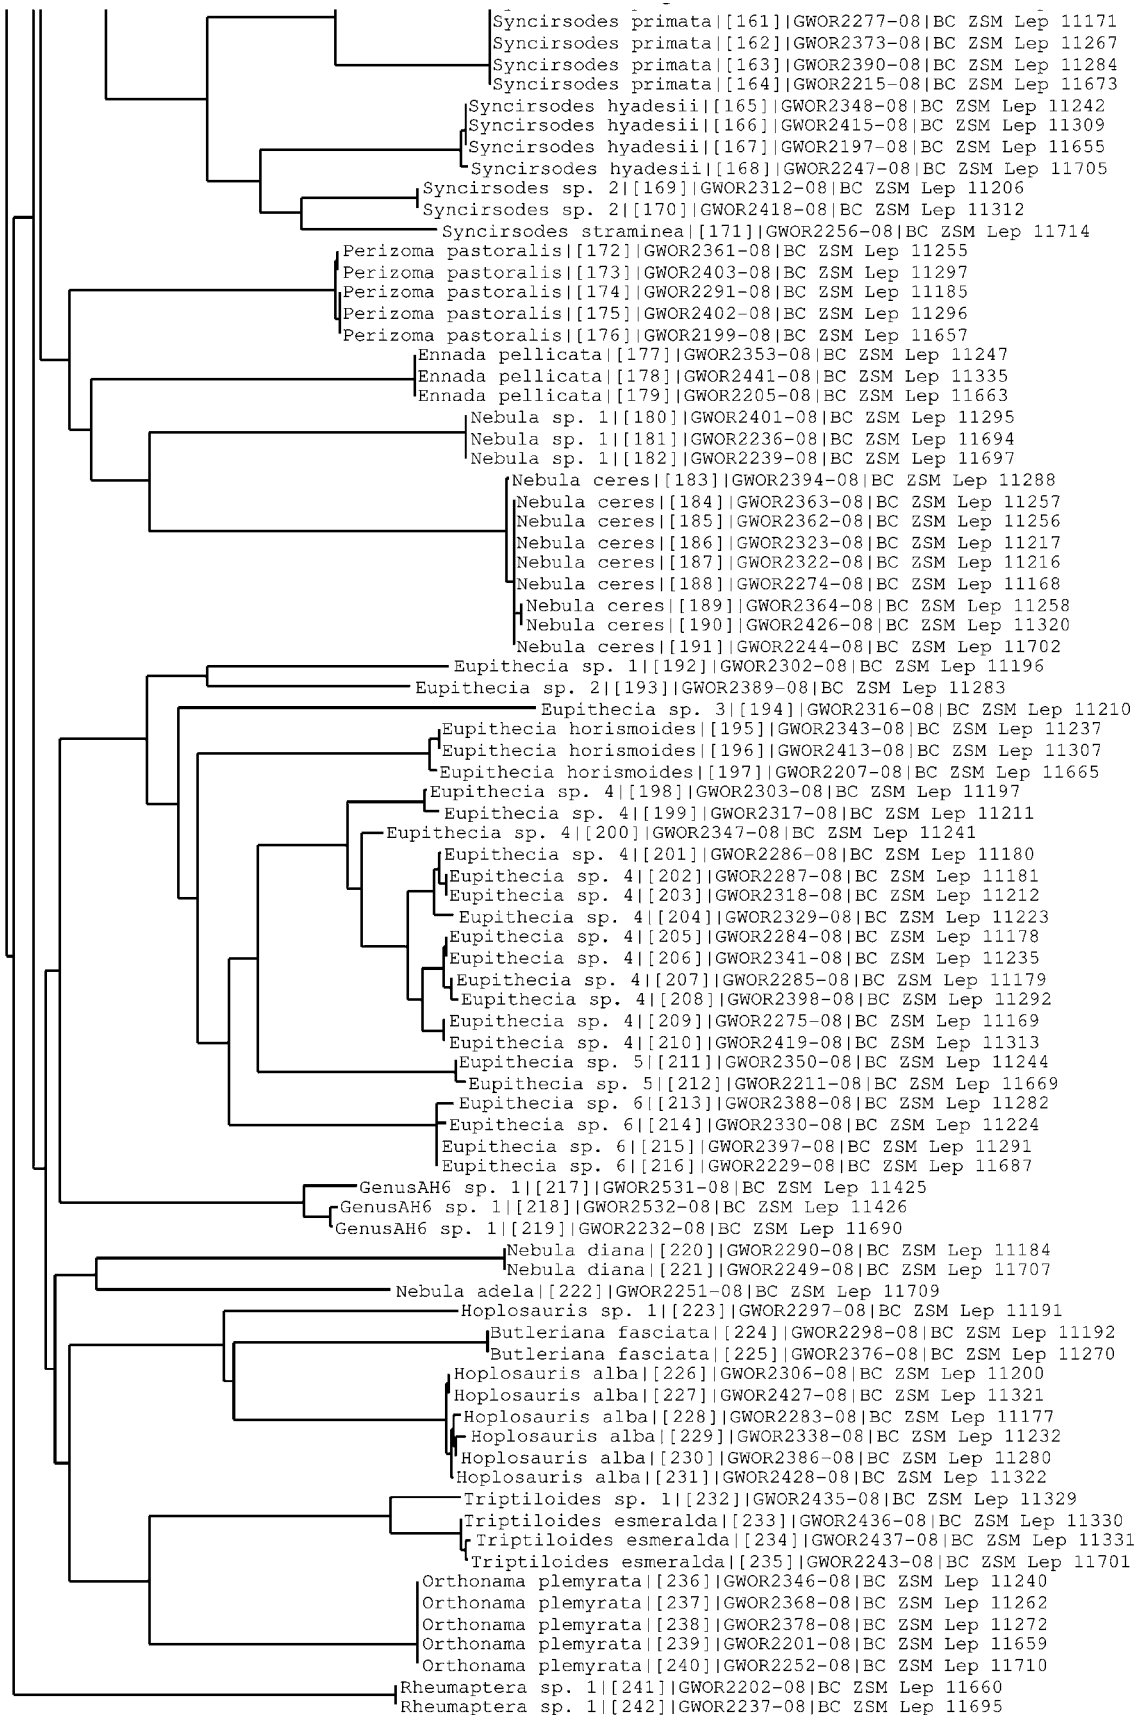 Syncirsodes primata|[161]|GWOR2277-08|BC ZSM Lep 11171
Syncirsodes primata|[162]|GWOR2373-08|BC ZSM Lep 11267
Syncirsodes primata|[163]|GWOR2390-08|BC ZSM Lep 11284
Syncirsodes primata|[164]|GWOR2215-08|BC ZSM Lep 11673
Syncirsodes hyadesii|[165]|GWOR2348-08|BC ZSM Lep 11242
Syncirsodes hyadesii|[166]|GWOR2415-08|BC ZSM Lep 11309
Syncirsodes hyadesii|[167]|GWOR2197-08|BC ZSM Lep 11655
Syncirsodes hyadesii|[168]|GWOR2247-08|BC ZSM Lep 11705
Syncirsodes sp. 2|[169]|GWOR2312-08|BC ZSM Lep 11206
Syncirsodes sp. 2|[170]|GWOR2418-08|BC ZSM Lep 11312
Syncirsodes straminea|[171]|GWOR2256-08|BC ZSM Lep 11714
Perizoma pastoralis|[172]|GWOR2361-08|BC ZSM Lep 11255
Perizoma pastoralis|[173]|GWOR2403-08|BC ZSM Lep 11297
Perizoma pastoralis|[174]|GWOR2291-08|BC ZSM Lep 11185
Perizoma pastoralis|[175]|GWOR2402-08|BC ZSM Lep 11296
Perizoma pastoralis|[176]|GWOR2199-08|BC ZSM Lep 11657
Ennada pellicata|[177]|GWOR2353-08|BC ZSM Lep 11247
Ennada pellicata|[178]|GWOR2441-08|BC ZSM Lep 11335
Ennada pellicata|[179]|GWOR2205-08|BC ZSM Lep 11663
Nebula sp. 1|[180]|GWOR2401-08|BC ZSM Lep 11295
Nebula sp. 1|[181]|GWOR2236-08|BC ZSM Lep 11694
Nebula sp. 1|[182]|GWOR2239-08|BC ZSM Lep 11697
Nebula ceres|[183]|GWOR2394-08|BC ZSM Lep 11288
Nebula ceres|[184]|GWOR2363-08|BC ZSM Lep 11257
Nebula ceres|[185]|GWOR2362-08|BC ZSM Lep 11256
Nebula ceres|[186]|GWOR2323-08|BC ZSM Lep 11217
Nebula ceres|[187]|GWOR2322-08|BC ZSM Lep 11216
Nebula ceres|[188]|GWOR2274-08|BC ZSM Lep 11168
Nebula ceres|[189]|GWOR2364-08|BC ZSM Lep 11258
Nebula ceres|[190]|GWOR2426-08|BC ZSM Lep 11320
Nebula ceres|[191]|GWOR2244-08|BC ZSM Lep 11702
Eupithecia sp. 1|[192]|GWOR2302-08|BC ZSM Lep 11196
Eupithecia sp. 2|[193]|GWOR2389-08|BC ZSM Lep 11283
Eupithecia sp. 3|[194]|GWOR2316-08|BC ZSM Lep 11210
Eupithecia horismoides|[195]|GWOR2343-08|BC ZSM Lep 11237
Eupithecia horismoides|[196]|GWOR2413-08|BC ZSM Lep 11307
Eupithecia horismoides|[197]|GWOR2207-08|BC ZSM Lep 11665
Eupithecia sp. 4|[198]|GWOR2303-08|BC ZSM Lep 11197
Eupithecia sp. 4|[199]|GWOR2317-08|BC ZSM Lep 11211
Eupithecia sp. 4|[200]|GWOR2347-08|BC ZSM Lep 11241
Eupithecia sp. 4|[201]|GWOR2286-08|BC ZSM Lep 11180
Eupithecia sp. 4|[202]|GWOR2287-08|BC ZSM Lep 11181
Eupithecia sp. 4|[203]|GWOR2318-08|BC ZSM Lep 11212
Eupithecia sp. 4|[204]|GWOR2329-08|BC ZSM Lep 11223
Eupithecia sp. 4|[205]|GWOR2284-08|BC ZSM Lep 11178
Eupithecia sp. 4|[206]|GWOR2341-08|BC ZSM Lep 11235
Eupithecia sp. 4|[207]|GWOR2285-08|BC ZSM Lep 11179
Eupithecia sp. 4|[208]|GWOR2398-08|BC ZSM Lep 11292
Eupithecia sp. 4|[209]|GWOR2275-08|BC ZSM Lep 11169
Eupithecia sp. 4|[210]|GWOR2419-08|BC ZSM Lep 11313
Eupithecia sp. 5|[211]|GWOR2350-08|BC ZSM Lep 11244
Eupithecia sp. 5|[212]|GWOR2211-08|BC ZSM Lep 11669
Eupithecia sp. 6|[213]|GWOR2388-08|BC ZSM Lep 11282
Eupithecia sp. 6|[214]|GWOR2330-08|BC ZSM Lep 11224
Eupithecia sp. 6|[215]|GWOR2397-08|BC ZSM Lep 11291
Eupithecia sp. 6|[216]|GWOR2229-08|BC ZSM Lep 11687
GenusAH6 sp. 1|[217]|GWOR2531-08|BC ZSM Lep 11425
GenusAH6 sp. 1|[218]|GWOR2532-08|BC ZSM Lep 11426
GenusAH6 sp. 1|[219]|GWOR2232-08|BC ZSM Lep 11690
Nebula diana|[220]|GWOR2290-08|BC ZSM Lep 11184
Nebula diana|[221]|GWOR2249-08|BC ZSM Lep 11707
Nebula adela|[222]|GWOR2251-08|BC ZSM Lep 11709
Hoplosauris sp. 1|[223]|GWOR2297-08|BC ZSM Lep 11191
Butleriana fasciata|[224]|GWOR2298-08|BC ZSM Lep 11192
Butleriana fasciata|[225]|GWOR2376-08|BC ZSM Lep 11270
Hoplosauris alba|[226]|GWOR2306-08|BC ZSM Lep 11200
Hoplosauris alba|[227]|GWOR2427-08|BC ZSM Lep 11321
Hoplosauris alba|[228]|GWOR2283-08|BC ZSM Lep 11177
Hoplosauris alba|[229]|GWOR2338-08|BC ZSM Lep 11232
Hoplosauris alba|[230]|GWOR2386-08|BC ZSM Lep 11280
Hoplosauris alba|[231]|GWOR2428-08|BC ZSM Lep 11322
Triptiloides sp. 1|[232]|GWOR2435-08|BC ZSM Lep 11329
Triptiloides esmeralda|[233]|GWOR2436-08|BC ZSM Lep 11330
Triptiloides esmeralda|[234]|GWOR2437-08|BC ZSM Lep 11331
Triptiloides esmeralda|[235]|GWOR2243-08|BC ZSM Lep 11701
Orthonama plemyrata|[236]|GWOR2346-08|BC ZSM Lep 11240
Orthonama plemyrata|[237]|GWOR2368-08|BC ZSM Lep 11262
Orthonama plemyrata|[238]|GWOR2378-08|BC ZSM Lep 11272
Orthonama plemyrata|[239]|GWOR2201-08|BC ZSM Lep 11659
Orthonama plemyrata|[240]|GWOR2252-08|BC ZSM Lep 11710
Rheumaptera sp. 1|[241]|GWOR2202-08|BC ZSM Lep 11660
Rheumaptera sp. 1|[242]|GWOR2237-08|BC ZSM Lep 11695